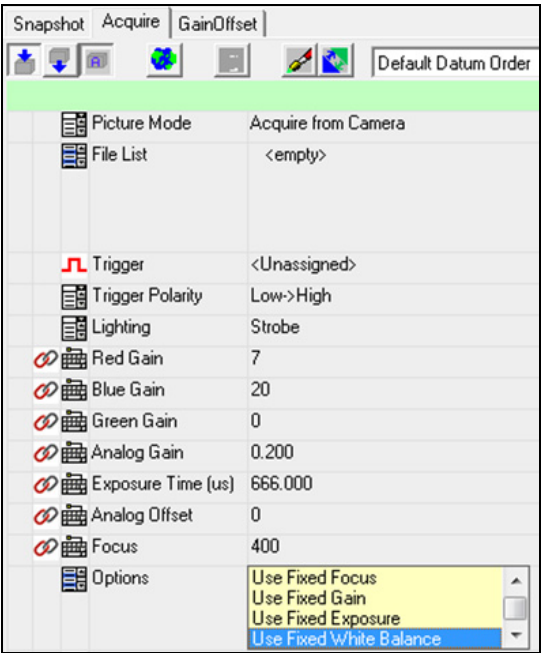 Snapshot Acquire GainOffset
A Default Datum Order
Picture Mode Acquire from Camera
File List <empty>
Trigger <Unassigned>
Trigger Polarity Low->High
Lighting Strobe
Red Gain 7
Blue Gain 20
Green Gain 0
Analog Gain 0.200
Exposure Time (us) 666.000
Analog Offset 0
Focus 400
Options Use Fixed Focus
Use Fixed Gain
Use Fixed Exposure
Use Fixed White Balance